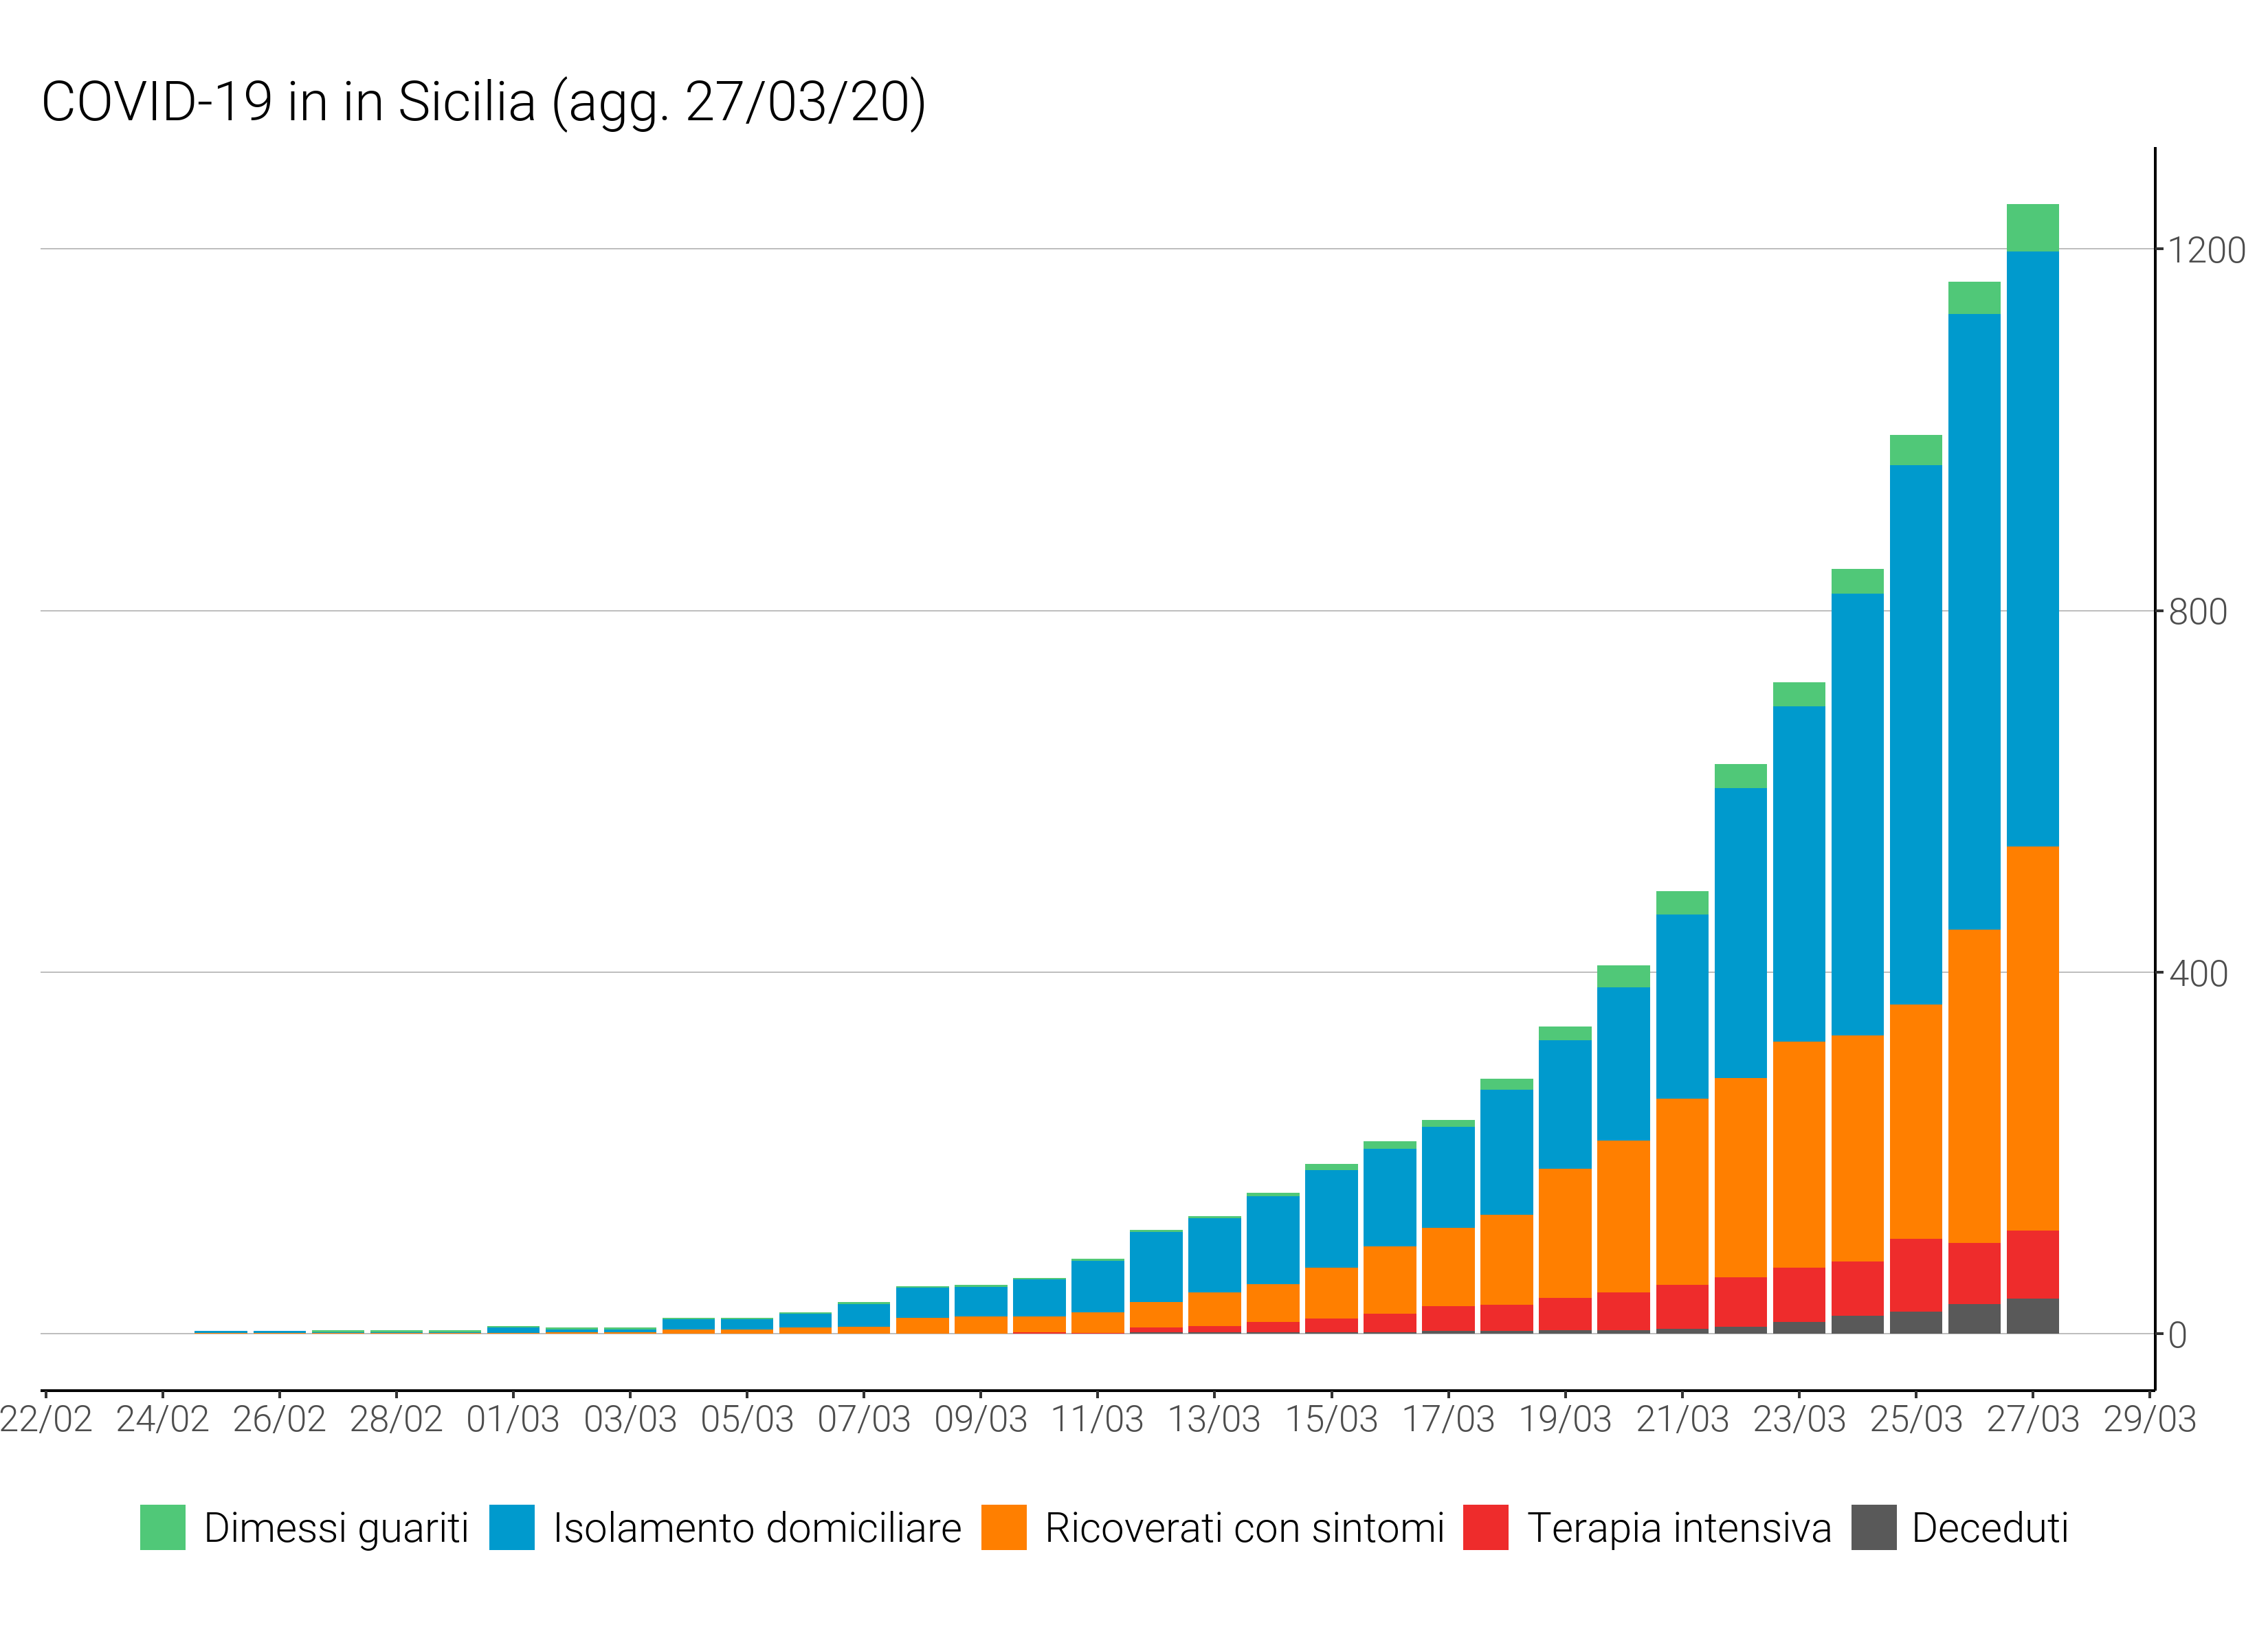 COVID-19 in in Sicilia (agg. 27/03/20)
1200
800
400
0
22/02 24/02 26/02 28/02 01/03 03/03 05/03 07/03 09/03 11/03 13/03 15/03 17/03 19/03 21/03 23/03 25/03 27/03 29/03
Dimessi guariti Isolamento domiciliare Ricoverati con sintomi Terapia intensiva Deceduti